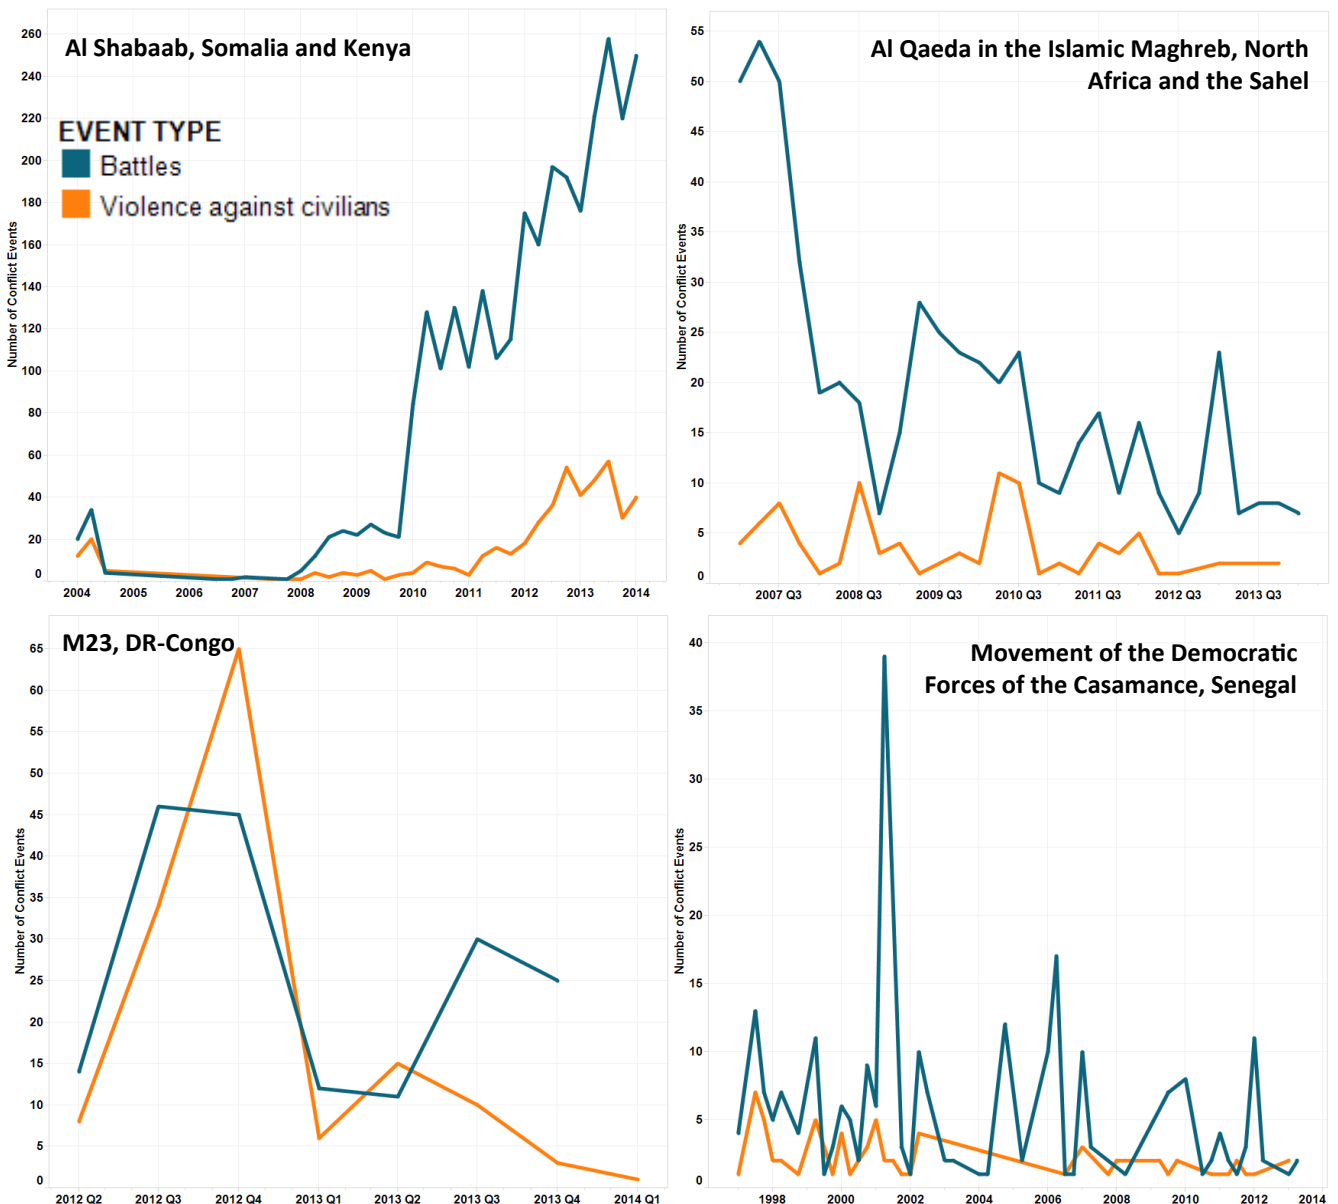 Al Shabaab, Somalia and Kenya
EVENT TYPE
Battles
Violence against civilians
Number of Conflict Events
260
240
220
200
180
160
140
120
100
80
60
40
20
0
2004 2005 2006 2007 2008 2009 2010 2011 2012 2013 2014
Al Qaeda in the Islamic Maghreb, North
Africa and the Sahel
Number of Conflict Events
55
50
45
40
35
30
25
20
15
10
5
0
2007 Q3 2008 Q3 2009 Q3 2010 Q3 2011 Q3 2012 Q3 2013 Q3
M23, DR-Congo
Number of Conflict Events
65
60
55
50
45
40
35
30
25
20
15
10
5
0
2012 Q2 2012 Q3 2012 Q4 2013 Q1 2013 Q2 2013 Q3 2013 Q4 2014 Q1
Movement of the Democratic
Forces of the Casamance, Senegal
Number of Conflict Events
40
35
30
25
20
15
10
5
0
1998 2000 2002 2004 2006 2008 2010 2012 2014